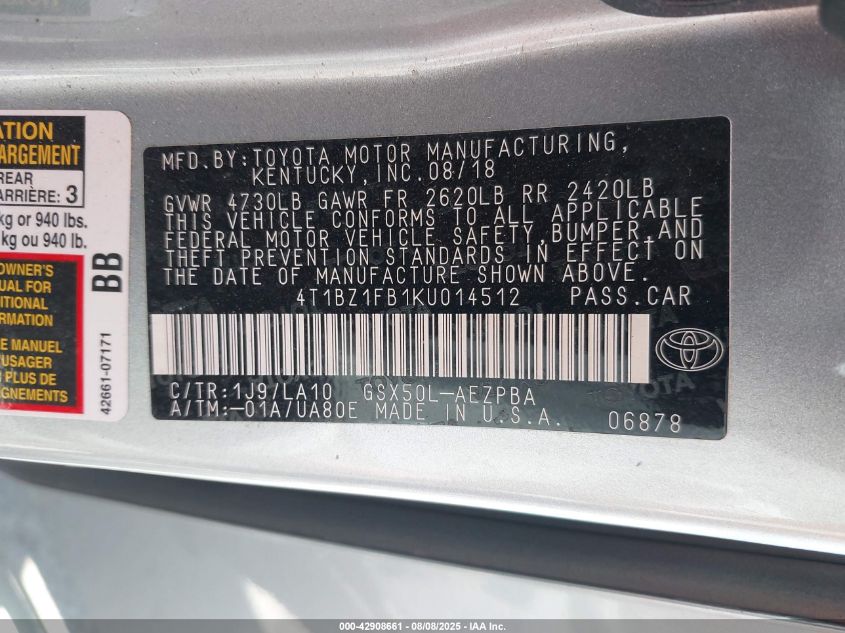 ATION
ARGEMENT
REAR
ARRIÈRE: 3
kg or 940 lbs.
kg ou 940 lb.
OWNER'S
UAL FOR
ITIONAL
RMATION
E MANUEL
USAGER
N PLUS DE
NEMENTS
BB
42661-07171
MFD.BY:TOYOTA MOTOR MANUFACTURING,
KENTUCKY,INC.08/18
GVWR 4730LB GAWR FR 2620LB RR 2420LB
THIS VEHICLE CONFORMS TO ALL APPLICABLE
FEDERAL MOTOR VEHICLE SAFETY,BUMPER,AND
THEFT PREVENTION STANDARDS IN EFFECT ON
THE DATE OF MANUFACTURE SHOWN ABOVE.
4T1BZ1FB1KU014512 PASS.CAR
C/TR:1J9/LA10 GSX50L-AEZPBA
A/TM:-01A/UA80E MADE IN U.S.A.
06878
000-42908661 - 08/08/2025 - IAA Inc.